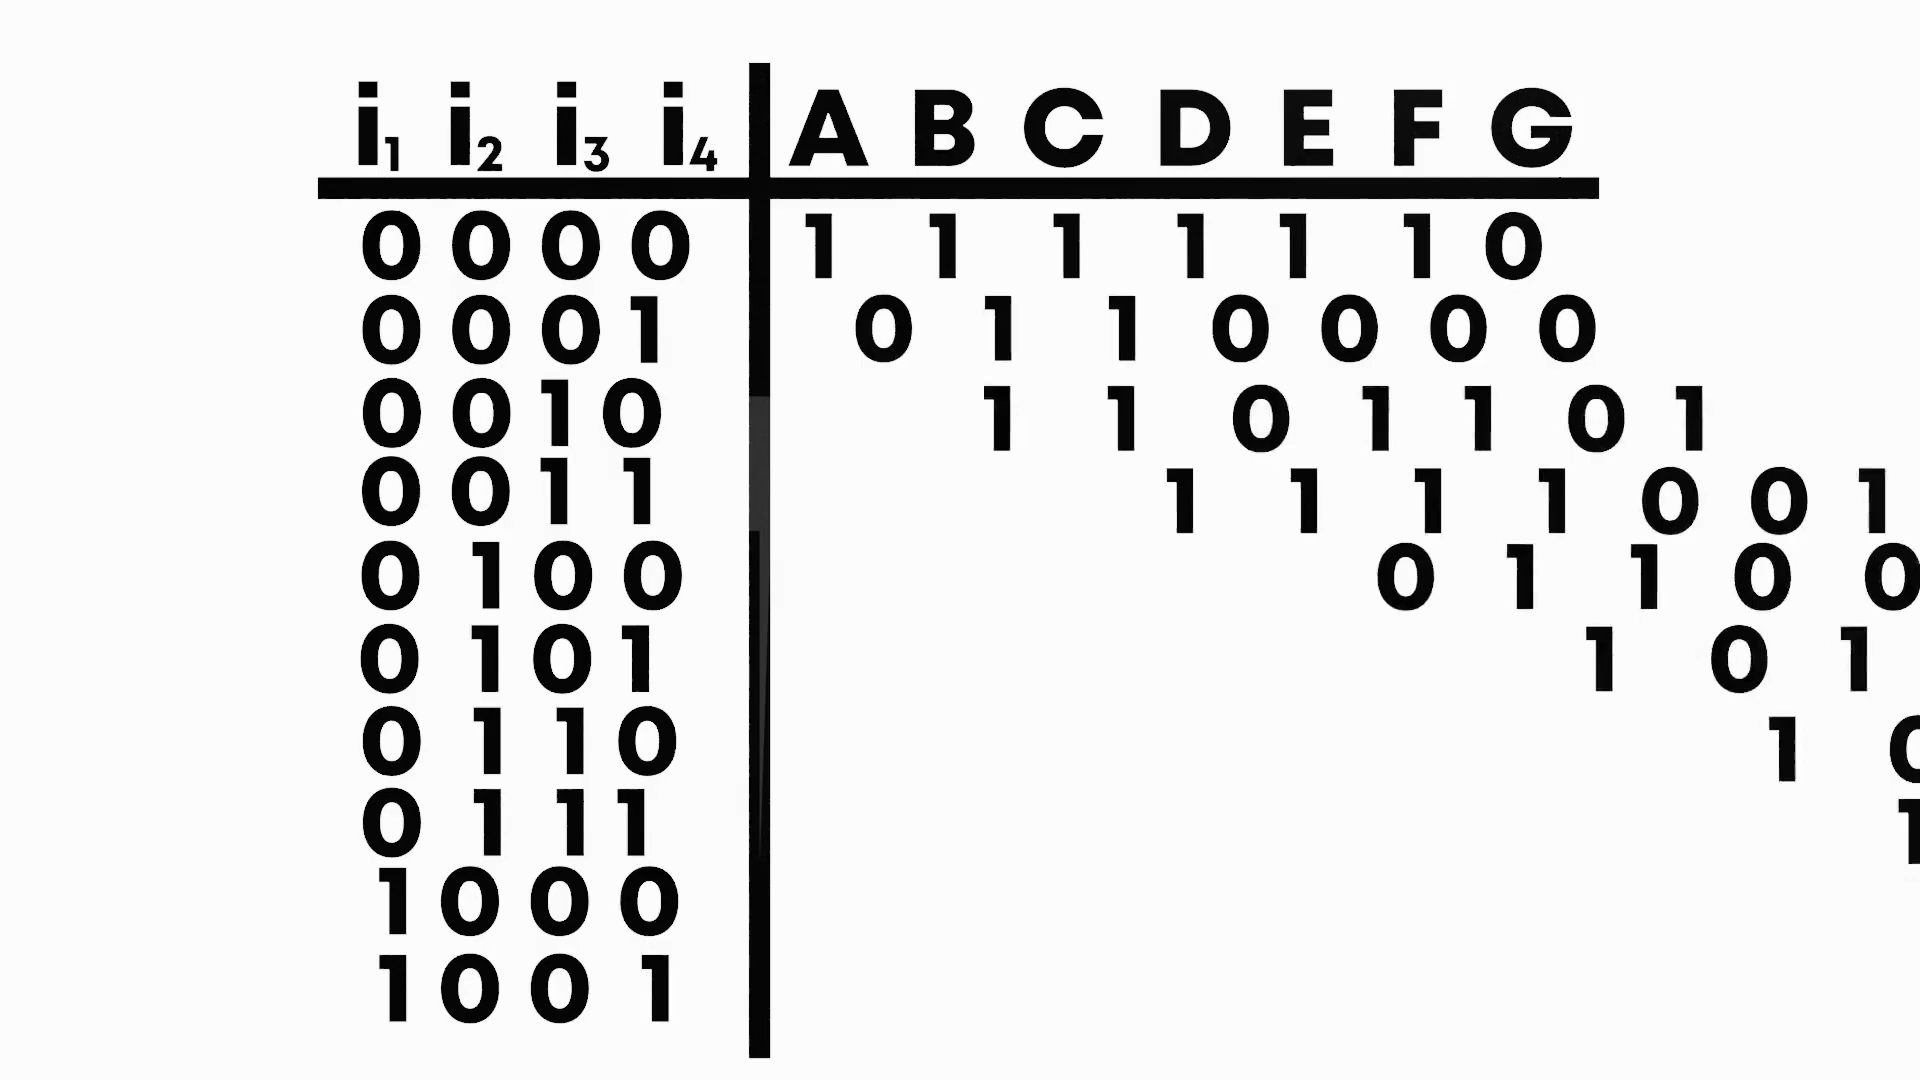 i₁ i₂ i₃ i₄ A B C D E F G
0 0 0 0 1 1 1 1 1 1 0
0 0 0 1 0 1 1 0 0 0 0
0 0 1 0 1 1 0 1 1 0 1
0 0 1 1 1 1 1 1 0 0 1
0 1 0 0 0 1 1 0 0
0 1 0 1 1 0 1
0 1 1 0 1 0
0 1 1 1 1
1 0 0 0
1 0 0 1